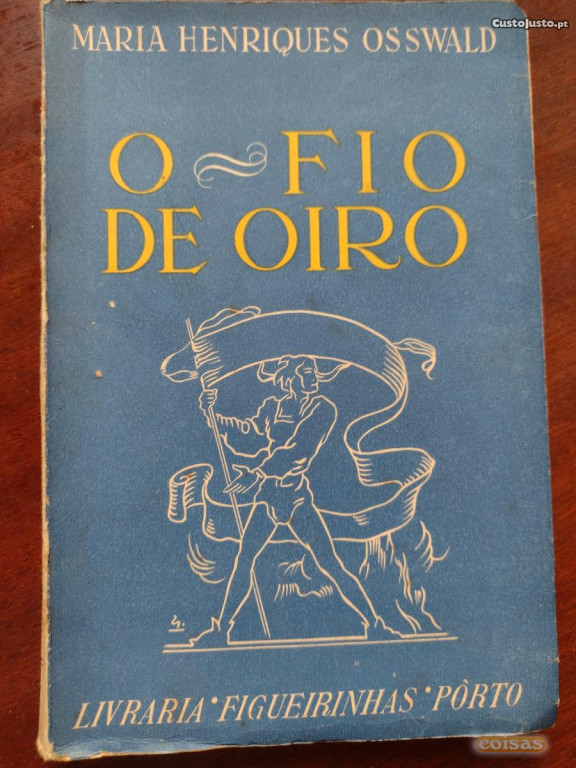 CustoJusto.pt
MARIA HENRIQUES OSSWALD
O ~ FIO
DE OIRO
LIVRARIA · FIGUEIRINHAS · PÔRTO
coisas